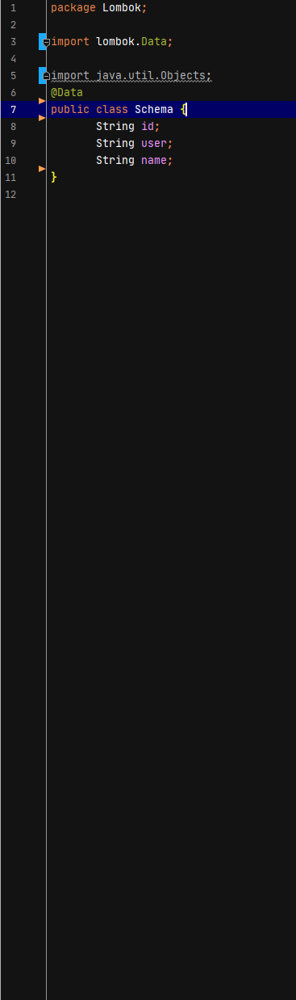 1 package Lombok;
2
3 import lombok.Data;
4
5 import java.util.Objects;
6 @Data
7 public class Schema {
8 String id;
9 String user;
10 String name;
11 }
12